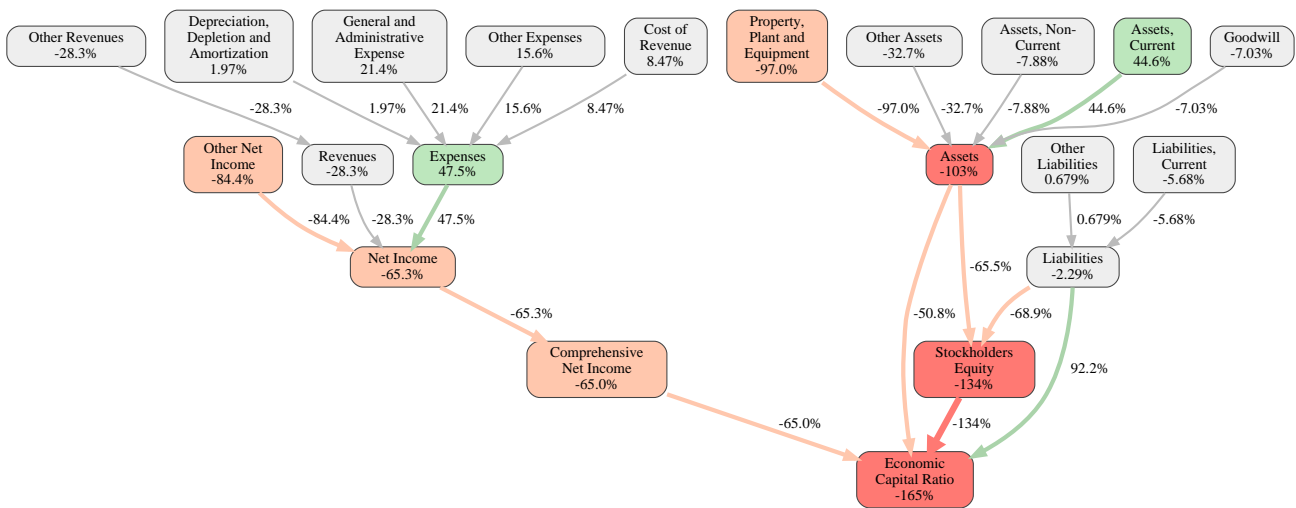 Other Revenues
-28.3%
Depreciation,
Depletion and
Amortization
1.97%
General and
Administrative
Expense
21.4%
Other Expenses
15.6%
Cost of
Revenue
8.47%
Property,
Plant and
Equipment
-97.0%
Other Assets
-32.7%
Assets, Non-
Current
-7.88%
Assets,
Current
44.6%
Goodwill
-7.03%
-28.3%
1.97%
21.4%
15.6%
8.47%
-97.0%
-32.7%
-7.88%
44.6%
-7.03%
Other Net
Income
-84.4%
Revenues
-28.3%
Expenses
47.5%
Assets
-103%
Other
Liabilities
0.679%
Liabilities,
Current
-5.68%
-84.4%
-28.3%
47.5%
0.679%
-5.68%
Net Income
-65.3%
-65.5%
Liabilities
-2.29%
-65.3%
-50.8%
-68.9%
Comprehensive
Net Income
-65.0%
Stockholders
Equity
-134%
92.2%
-65.0%
-134%
Economic
Capital Ratio
-165%